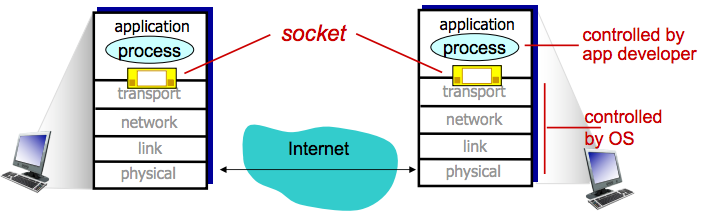 application
process
transport
network
link
physical
socket
Internet
application
process
transport
network
link
physical
controlled by
app developer
controlled
by OS